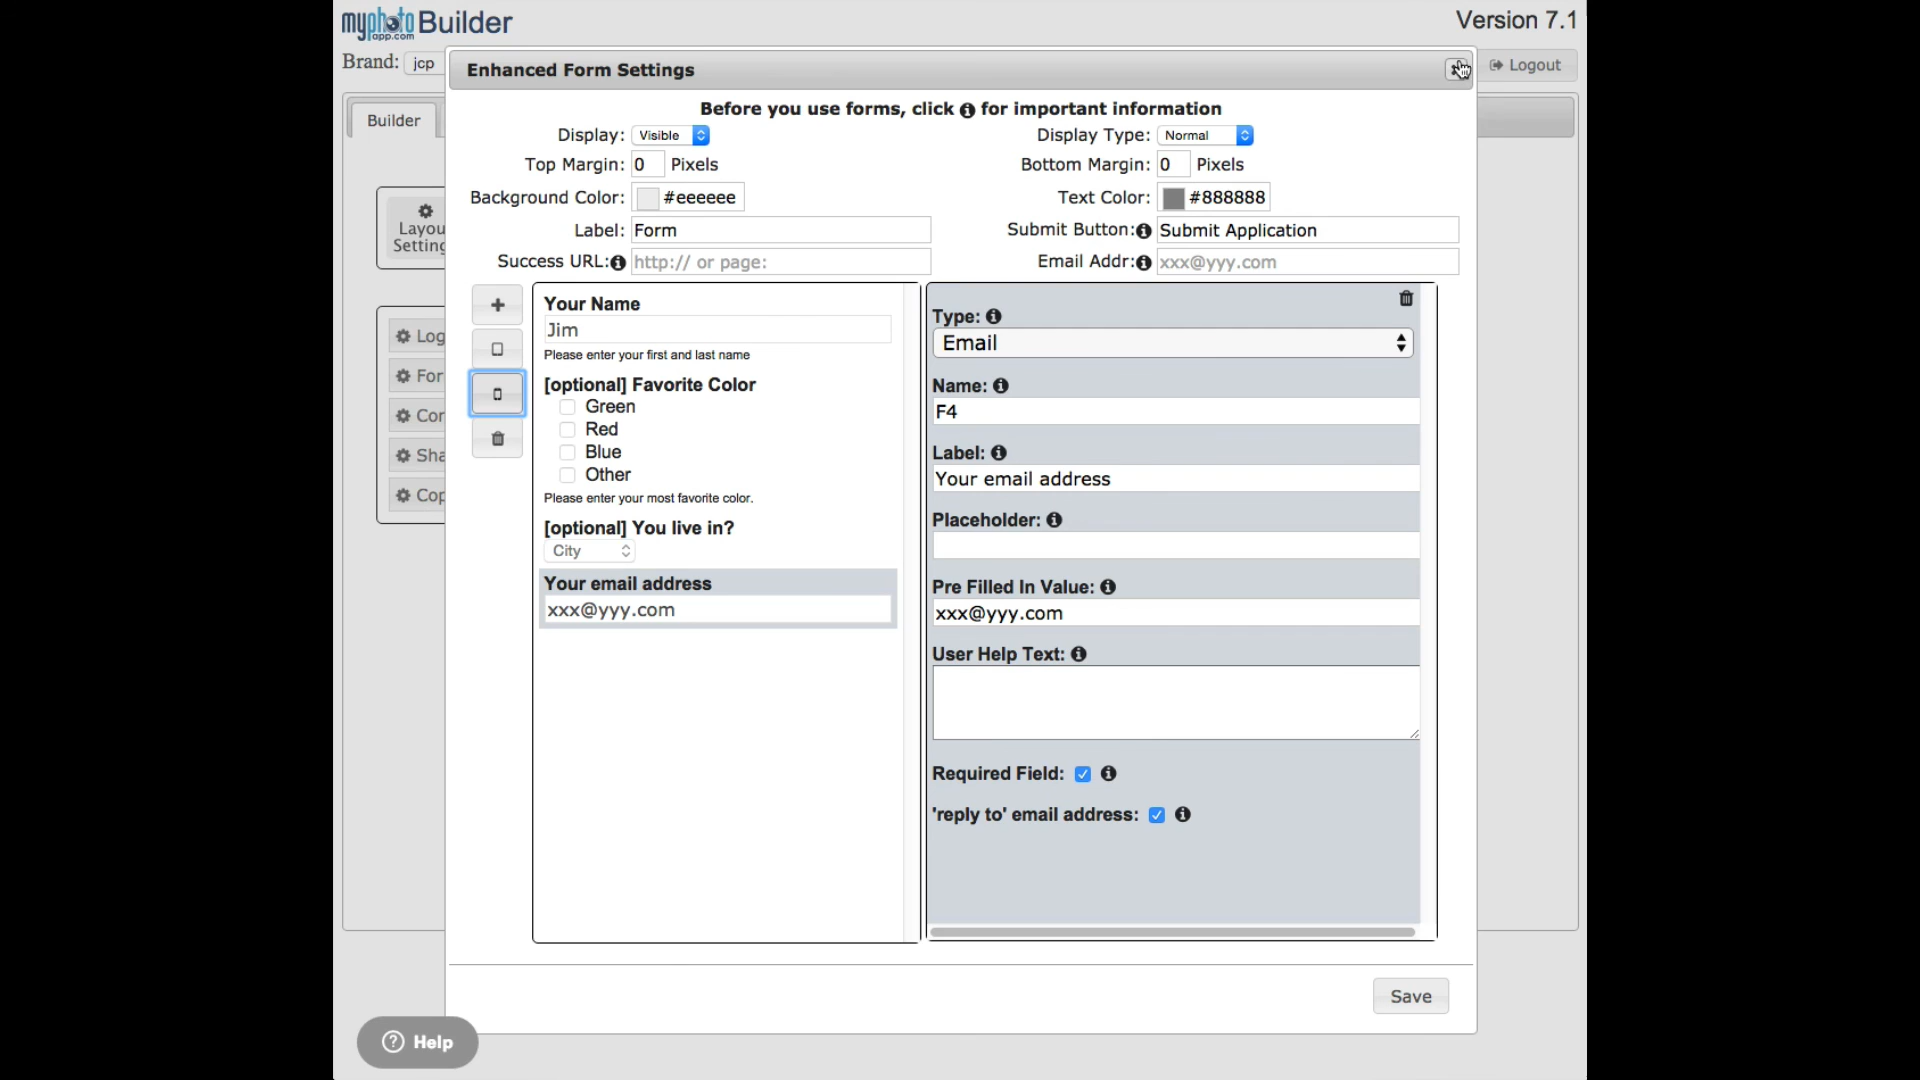 myphotoapp.com Builder
Version 7.1
Brand: jcp
Logout
Builder
Enhanced Form Settings
Before you use forms, click for important information
Display: Visible
Display Type: Normal
Top Margin: 0 Pixels
Bottom Margin: 0 Pixels
Background Color: #eeeeee
Text Color: #888888
Label: Form
Submit Button: Submit Application
Success URL: http:// or page:
Email Addr: xxx@yyy.com
Layou
Setting
Log
For
Cor
Sha
Cop
Your Name
Jim
Please enter your first and last name
[optional] Favorite Color
Green
Red
Blue
Other
Please enter your most favorite color.
[optional] You live in?
City
Your email address
xxx@yyy.com
Type:
Email
Name:
F4
Label:
Your email address
Placeholder:
Pre Filled In Value:
xxx@yyy.com
User Help Text:
Required Field:
'reply to' email address:
Save
Help